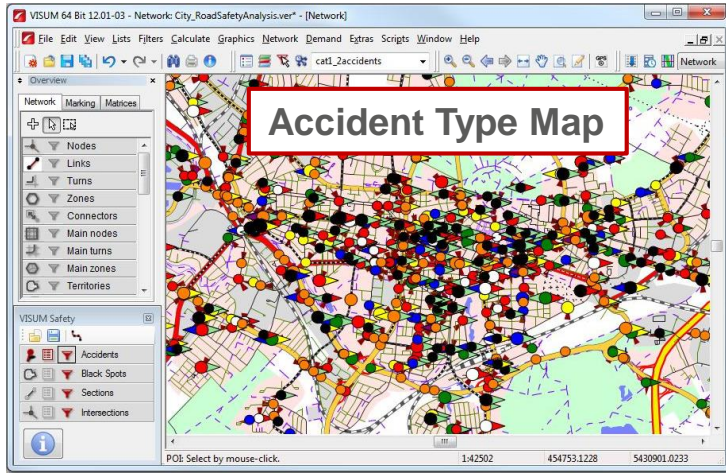 VISUM 64 Bit 12.01-03 - Network: City_RoadSafetyAnalysis.ver* - [Network]
File Edit View Lists Filters Calculate Graphics Network Demand Extras Scripts Window Help
cat1_2accidents
Network
Overview
Network Marking Matrices
Accident Type Map
Nodes
Links
Turns
Zones
Connectors
Main nodes
Main turns
Main zones
Territories
VISUM Safety
Accidents
Black Spots
Sections
Intersections
POI: Select by mouse-click. 1:42502 454753.1228 5430901.0233